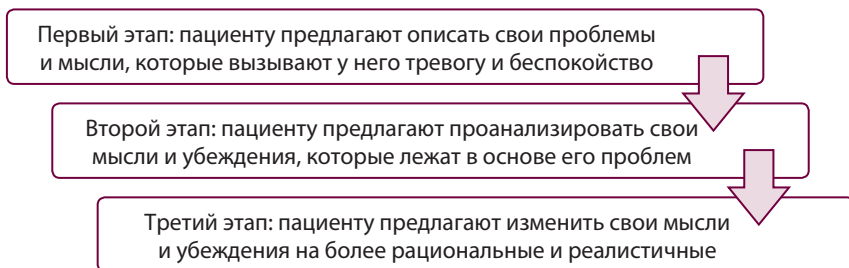 Первый этап: пациенту предлагают описать свои проблемы
и мысли, которые вызывают у него тревогу и беспокойство
Второй этап: пациенту предлагают проанализировать свои
мысли и убеждения, которые лежат в основе его проблем
Третий этап: пациенту предлагают изменить свои мысли
и убеждения на более рациональные и реалистичные